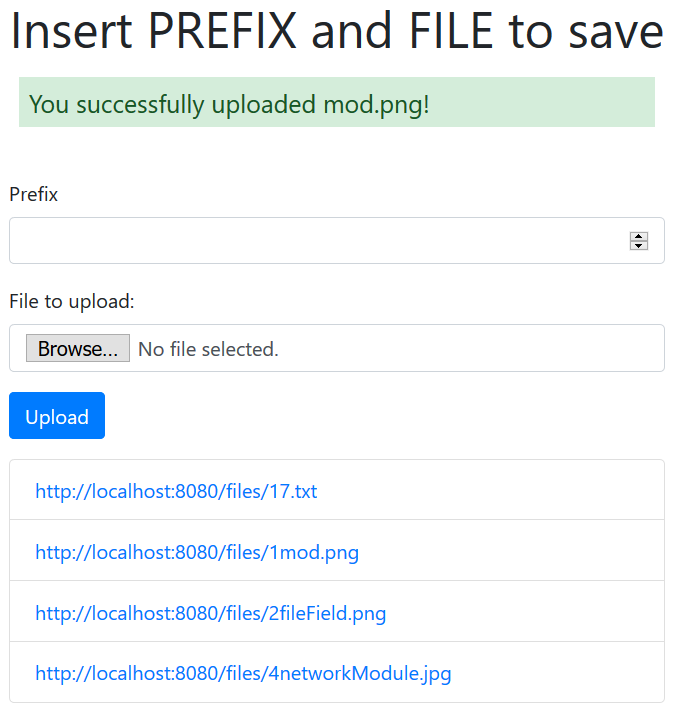 Insert PREFIX and FILE to save
You successfully uploaded mod.png!
Prefix
File to upload:
Browse... No file selected.
Upload
http://localhost:8080/files/17.txt
http://localhost:8080/files/1mod.png
http://localhost:8080/files/2fileField.png
http://localhost:8080/files/4networkModule.jpg